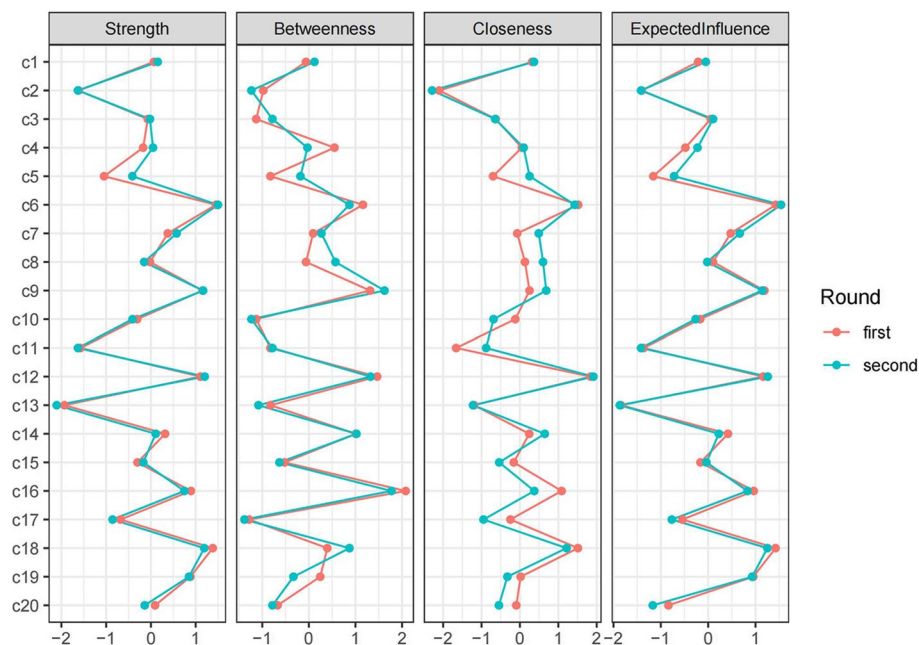 Strength Betweenness Closeness ExpectedInfluence
c1
c2
c3
c4
c5
c6
c7
c8
c9
c10
c11
c12
c13
c14
c15
c16
c17
c18
c19
c20
Round
first
second
−2 −1 0 1 −1 0 1 2 −2 −1 0 1 2 −2 −1 0 1